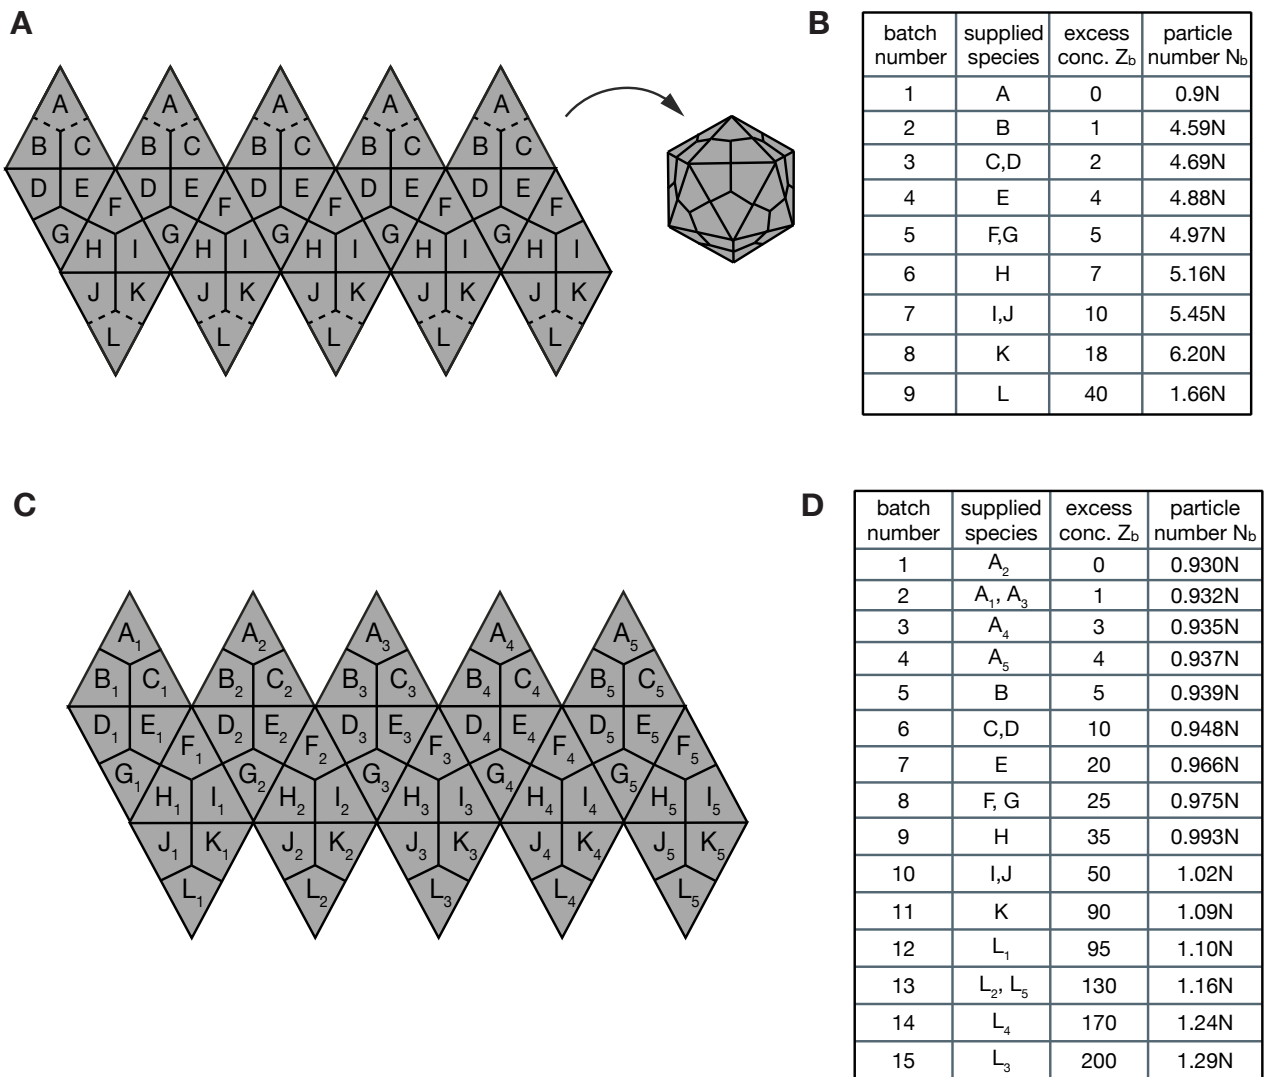 A
A A A A A
B C B C B C B C B C
D E D E D E D E D E
F F F F F
G G G G G
H I H I H I H I H I
J K J K J K J K J K
L L L L L
B
batch number supplied species excess conc. Zb particle number Nb
1 A 0 0.9N
2 B 1 4.59N
3 C,D 2 4.69N
4 E 4 4.88N
5 F,G 5 4.97N
6 H 7 5.16N
7 I,J 10 5.45N
8 K 18 6.20N
9 L 40 1.66N
C
A1 A2 A3 A4 A5
B1 C1 B2 C2 B3 C3 B4 C4 B5 C5
D1 E1 D2 E2 D3 E3 D4 E4 D5 E5
F1 F2 F3 F4 F5
G1 G2 G3 G4 G5
H1 I1 H2 I2 H3 I3 H4 I4 H5 I5
J1 K1 J2 K2 J3 K3 J4 K4 J5 K5
L1 L2 L3 L4 L5
D
batch number supplied species excess conc. Zb particle number Nb
1 A2 0 0.930N
2 A1, A3 1 0.932N
3 A4 3 0.935N
4 A5 4 0.937N
5 B 5 0.939N
6 C,D 10 0.948N
7 E 20 0.966N
8 F, G 25 0.975N
9 H 35 0.993N
10 I,J 50 1.02N
11 K 90 1.09N
12 L1 95 1.10N
13 L2, L5 130 1.16N
14 L4 170 1.24N
15 L3 200 1.29N